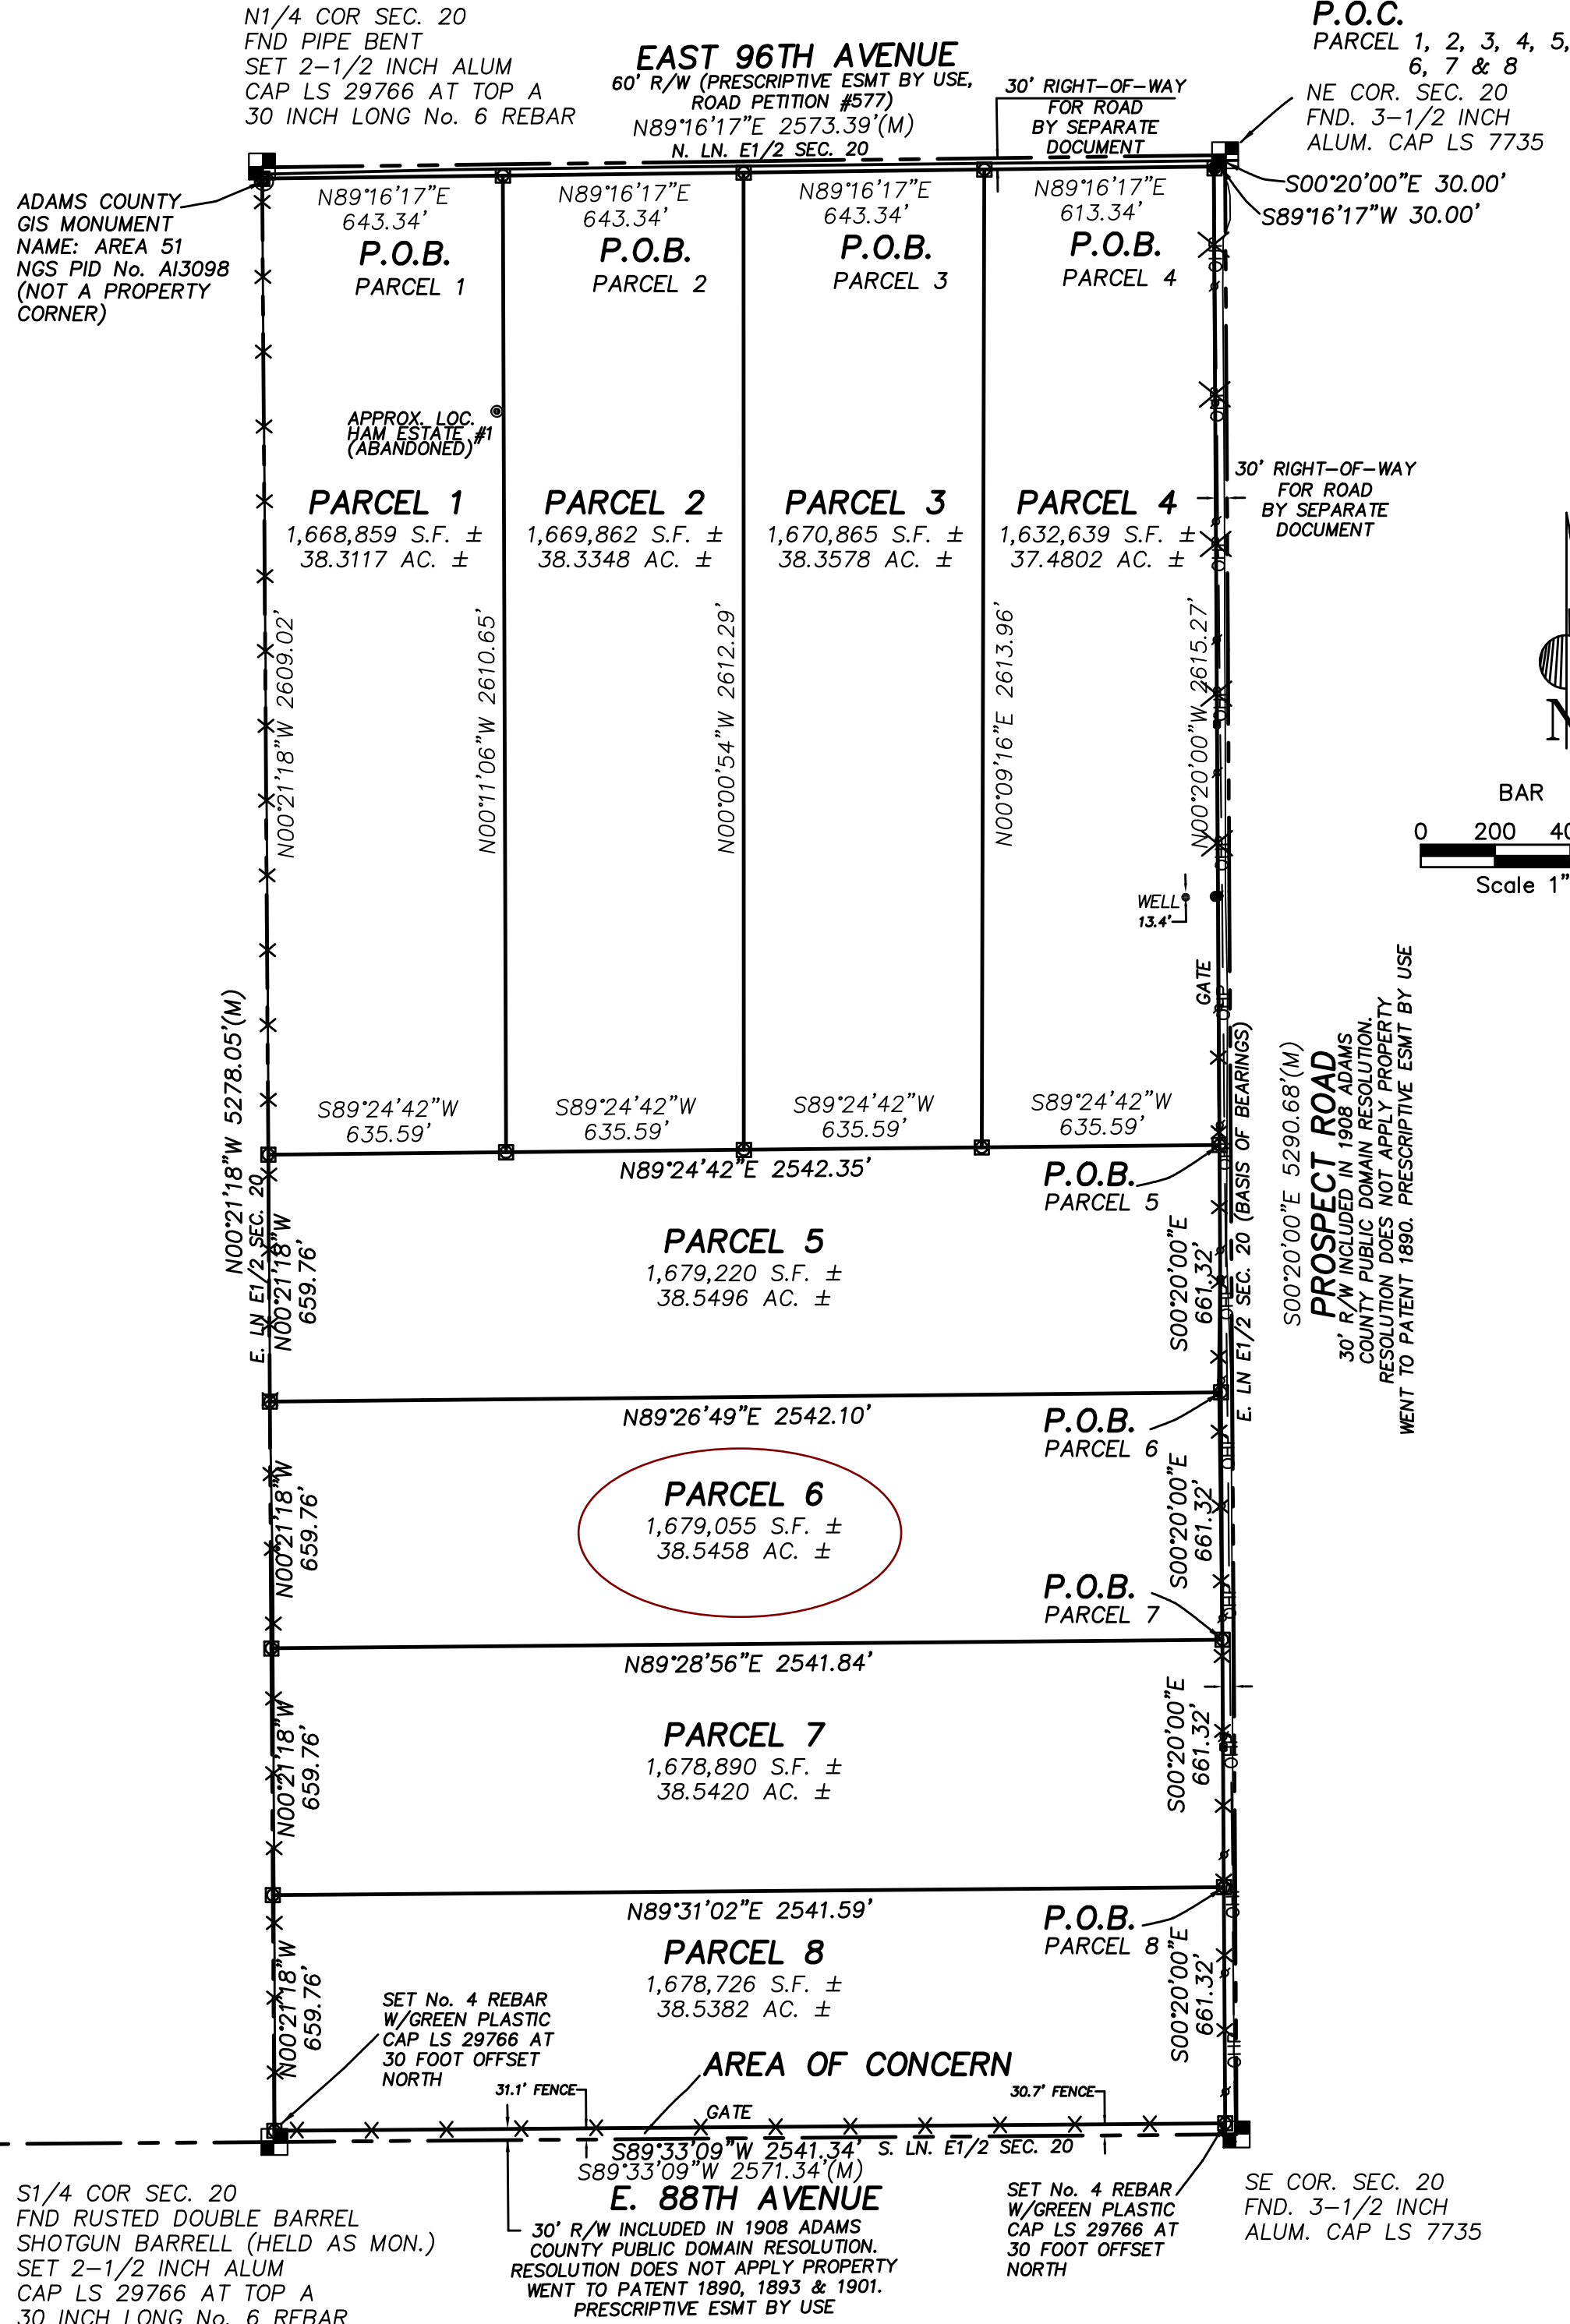 N1/4 COR SEC. 20
FND PIPE BENT
SET 2-1/2 INCH ALUM
CAP LS 29766 AT TOP A
30 INCH LONG No. 6 REBAR
EAST 96TH AVENUE
60' R/W (PRESCRIPTIVE ESMT BY USE,
ROAD PETITION #577)
N89°16'17"E 2573.39'(M)
N. LN. E1/2 SEC. 20
30' RIGHT-OF-WAY
FOR ROAD
BY SEPARATE
DOCUMENT
P.O.C.
PARCEL 1, 2, 3, 4, 5,
6, 7 & 8
NE COR. SEC. 20
FND. 3-1/2 INCH
ALUM. CAP LS 7735
S00°20'00"E 30.00'
S89°16'17"W 30.00'
ADAMS COUNTY
GIS MONUMENT
NAME: AREA 51
NGS PID No. AI3098
(NOT A PROPERTY
CORNER)
N89°16'17"E
643.34'
P.O.B.
PARCEL 1
N89°16'17"E
643.34'
P.O.B.
PARCEL 2
N89°16'17"E
643.34'
P.O.B.
PARCEL 3
N89°16'17"E
613.34'
P.O.B.
PARCEL 4
APPROX. LOC.
HAM ESTATE #1
(ABANDONED)
30' RIGHT-OF-WAY
FOR ROAD
BY SEPARATE
DOCUMENT
PARCEL 1
1,668,859 S.F. ±
38.3117 AC. ±
PARCEL 2
1,669,862 S.F. ±
38.3348 AC. ±
PARCEL 3
1,670,865 S.F. ±
38.3578 AC. ±
PARCEL 4
1,632,639 S.F. ±
37.4802 AC. ±
N00°21'18"W 2609.02'
N00°11'06"W 2610.65'
N00°00'54"W 2612.29'
N00°09'16"E 2613.96'
N00°20'00"W 2615.27'
OHP
OHP
OHP
OHP
OHP
OHP
N
BAR
0 200
Scale 1"
WELL
13.4'
GATE
S89°24'42"W
635.59'
S89°24'42"W
635.59'
S89°24'42"W
635.59'
S89°24'42"W
635.59'
N89°24'42"E 2542.35'
P.O.B.
PARCEL 5
N00°21'18"W 5278.05'(M)
E. LN E1/2 SEC. 20
N00°21'18"W
659.76'
PARCEL 5
1,679,220 S.F. ±
38.5496 AC. ±
S00°20'00"E
661.32'
E. LN E1/2 SEC. 20 (BASIS OF BEARINGS)
S00°20'00"E 5290.68'(M)
PROSPECT ROAD
30' R/W INCLUDED IN 1908 ADAMS
COUNTY PUBLIC DOMAIN RESOLUTION.
RESOLUTION DOES NOT APPLY PROPERTY
WENT TO PATENT 1890. PRESCRIPTIVE ESMT BY USE
N89°26'49"E 2542.10'
P.O.B.
PARCEL 6
N00°21'18"W
659.76'
PARCEL 6
1,679,055 S.F. ±
38.5458 AC. ±
S00°20'00"E
661.32'
P.O.B.
PARCEL 7
N89°28'56"E 2541.84'
N00°21'18"W
659.76'
PARCEL 7
1,678,890 S.F. ±
38.5420 AC. ±
S00°20'00"E
661.32'
N89°31'02"E 2541.59'
P.O.B.
PARCEL 8
N00°21'18"W
659.76'
PARCEL 8
1,678,726 S.F. ±
38.5382 AC. ±
S00°20'00"E
661.32'
SET No. 4 REBAR
W/GREEN PLASTIC
CAP LS 29766 AT
30 FOOT OFFSET
NORTH
AREA OF CONCERN
31.1' FENCE
GATE
30.7' FENCE
S89°33'09"W 2541.34'
S. LN. E1/2 SEC. 20
S89°33'09"W 2571.34'(M)
E. 88TH AVENUE
30' R/W INCLUDED IN 1908 ADAMS
COUNTY PUBLIC DOMAIN RESOLUTION.
RESOLUTION DOES NOT APPLY PROPERTY
WENT TO PATENT 1890, 1893 & 1901.
PRESCRIPTIVE ESMT BY USE
S1/4 COR SEC. 20
FND RUSTED DOUBLE BARREL
SHOTGUN BARRELL (HELD AS MON.)
SET 2-1/2 INCH ALUM
CAP LS 29766 AT TOP A
30 INCH LONG No. 6 REBAR
SET No. 4 REBAR
W/GREEN PLASTIC
CAP LS 29766 AT
30 FOOT OFFSET
NORTH
SE COR. SEC. 20
FND. 3-1/2 INCH
ALUM. CAP LS 7735